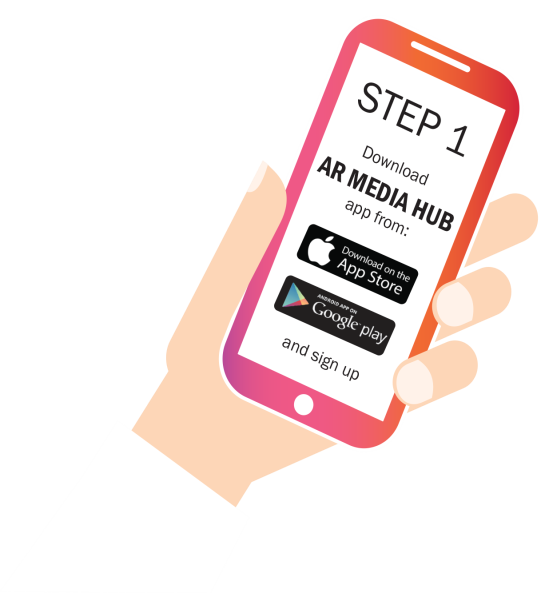 STEP 1
Download
AR MEDIA HUB
app from:
Download on the
App Store
ANDROID APP ON
Google play
and sign up